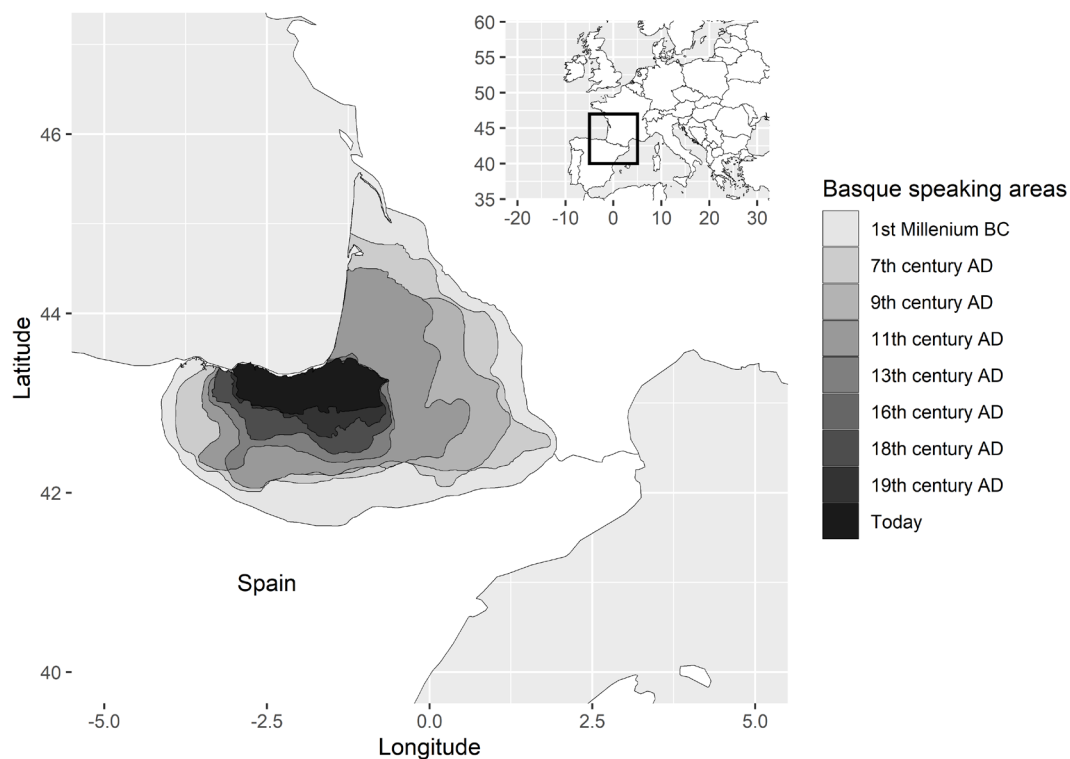 60
55
50
45
40
35
-20 -10 0 10 20 30
46
44
42
40
Latitude
-5.0 -2.5 0.0 2.5 5.0
Longitude
Spain
Basque speaking areas
1st Millenium BC
7th century AD
9th century AD
11th century AD
13th century AD
16th century AD
18th century AD
19th century AD
Today